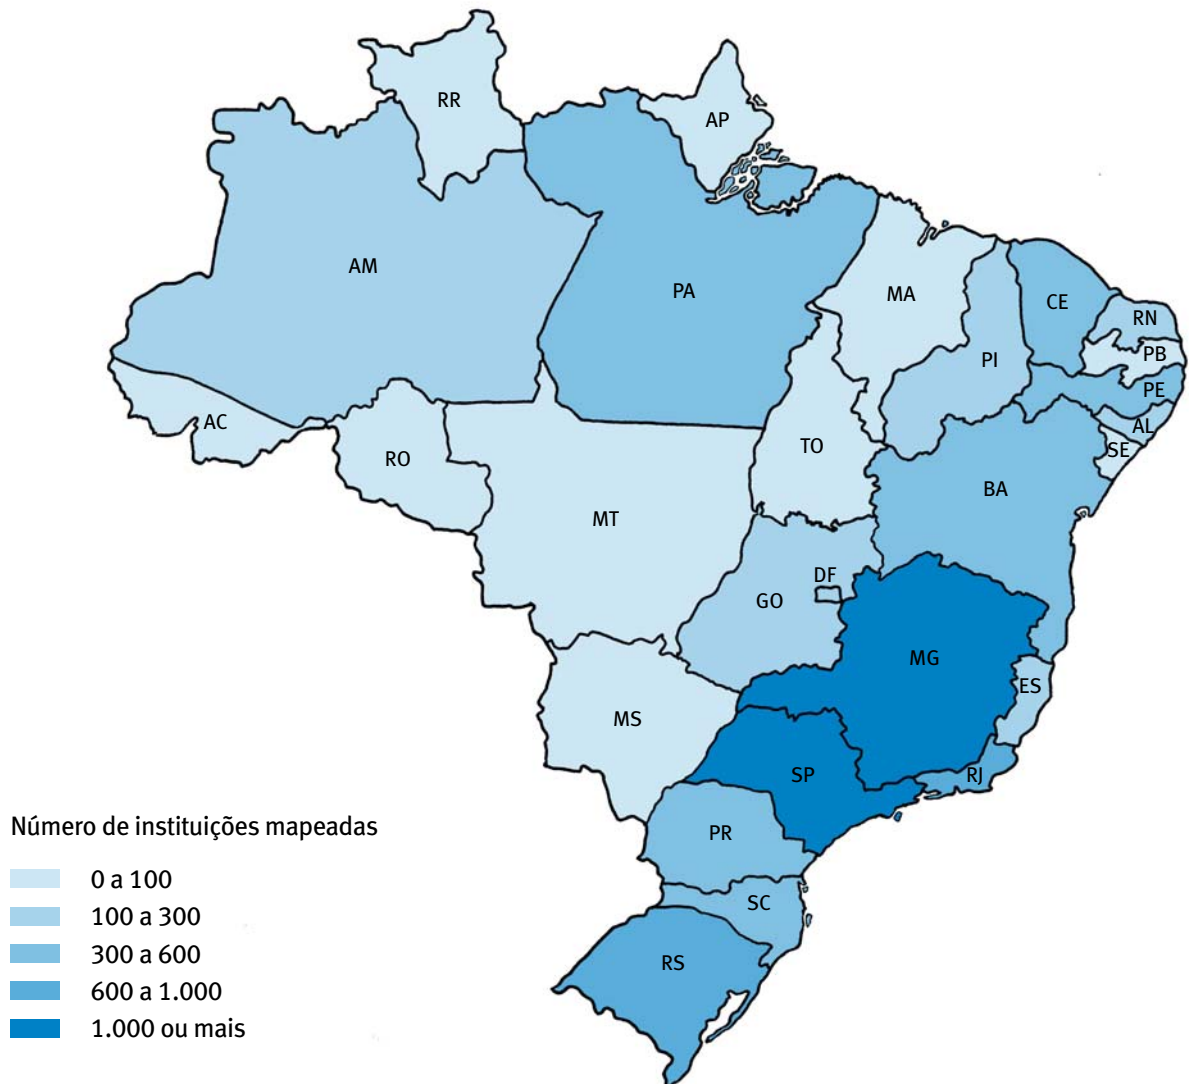 RR
AP
AM
PA
MA
CE
RN
PI
PB
PE
AC
AL
TO
SE
RO
BA
MT
DF
GO
MG
ES
MS
SP
RJ
PR
SC
RS
Número de instituições mapeadas
0 a 100
100 a 300
300 a 600
600 a 1.000
1.000 ou mais